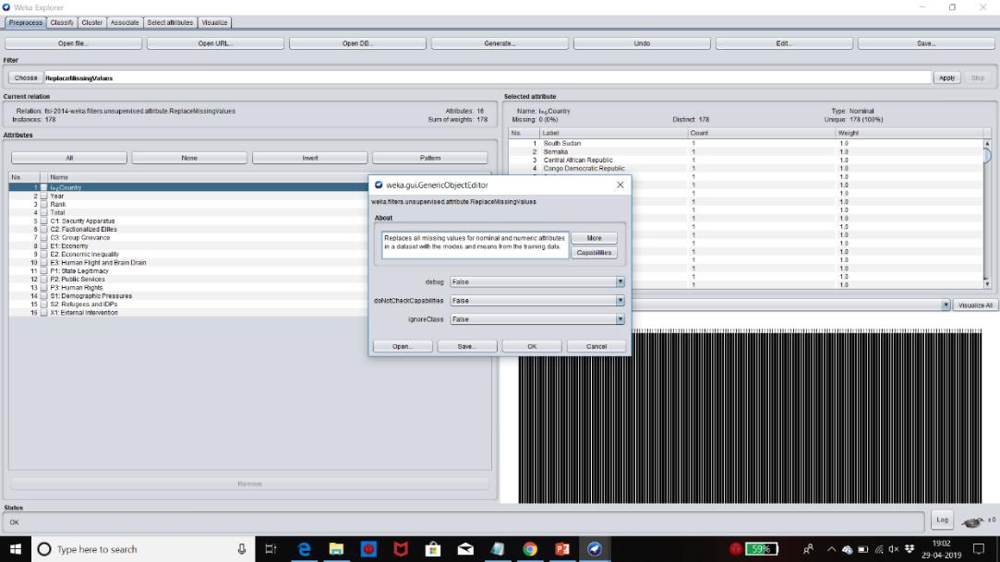 Weka Explorer
Preprocess Classify Cluster Associate Select attributes Visualize
Open file... Open URL... Open DB... Generate... Undo Edit... Save...
Filter
Choose ReplaceMissingValues Apply Stop
Current relation
Relation: fsi-2014-weka.filters.unsupervised.attribute.ReplaceMissingValues Attributes: 16
Instances: 178 Sum of weights: 178
Attributes
All None Invert Pattern
No. Name
1 ï»¿Country
2 Year
3 Rank
4 Total
5 C1: Security Apparatus
6 C2: Factionalized Elites
7 C3: Group Grievance
8 E1: Economy
9 E2: Economic Inequality
10 E3: Human Flight and Brain Drain
11 P1: State Legitimacy
12 P2: Public Services
13 P3: Human Rights
14 S1: Demographic Pressures
15 S2: Refugees and IDPs
16 X1: External Intervention
Remove
Selected attribute
Name: ï»¿Country Type: Nominal
Missing: 0 (0%) Distinct: 178 Unique: 178 (100%)
No. Label Count Weight
1 South Sudan 1 1.0
2 Somalia 1 1.0
3 Central African Republic 1 1.0
4 Congo Democratic Republic 1 1.0
1 1.0
1 1.0
1 1.0
1 1.0
1 1.0
1 1.0
1 1.0
1 1.0
1 1.0
1 1.0
1 1.0
1 1.0
1 1.0
1 1.0
Visualize All
weka.gui.GenericObjectEditor
weka.filters.unsupervised.attribute.ReplaceMissingValues
About
Replaces all missing values for nominal and numeric attributes
in a dataset with the modes and means from the training data.
More
Capabilities
debug False
doNotCheckCapabilities False
ignoreClass False
Open... Save... OK Cancel
Status
OK
Log x 0
Type here to search
59%
19:02
29-04-2019